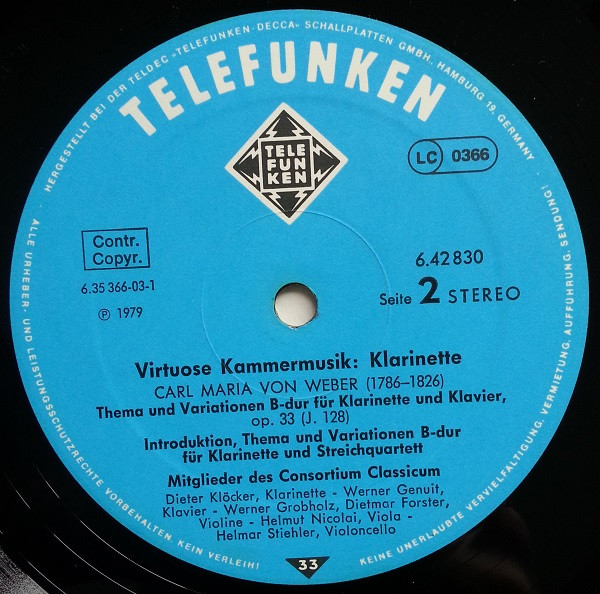 HERGESTELLT BEI DER TELDEC »TELEFUNKEN-DECCA« SCHALLPLATTEN GMBH. HAMBURG 19, GERMANY
TELEFUNKEN
TELE
FUN
KEN
LC 0366
Contr.
Copyr.
6.35 366-03-1
Ⓟ 1979
6.42 830
Seite 2 STEREO
Virtuose Kammermusik: Klarinette
CARL MARIA VON WEBER (1786–1826)
Thema und Variationen B-dur für Klarinette und Klavier,
op. 33 (J. 128)
Introduktion, Thema und Variationen B-dur
für Klarinette und Streichquartett
Mitglieder des Consortium Classicum
Dieter Klöcker, Klarinette - Werner Genuit,
Klavier - Werner Grobholz, Dietmar Forster,
Violine - Helmut Nicolai, Viola -
Helmar Stiehler, Violoncello
33
ALLE URHEBER- UND LEISTUNGSSCHUTZRECHTE VORBEHALTEN. KEIN VERLEIH!
KEINE UNERLAUBTE VERVIELFÄLTIGUNG, VERMIETUNG, AUFFÜHRUNG, SENDUNG!